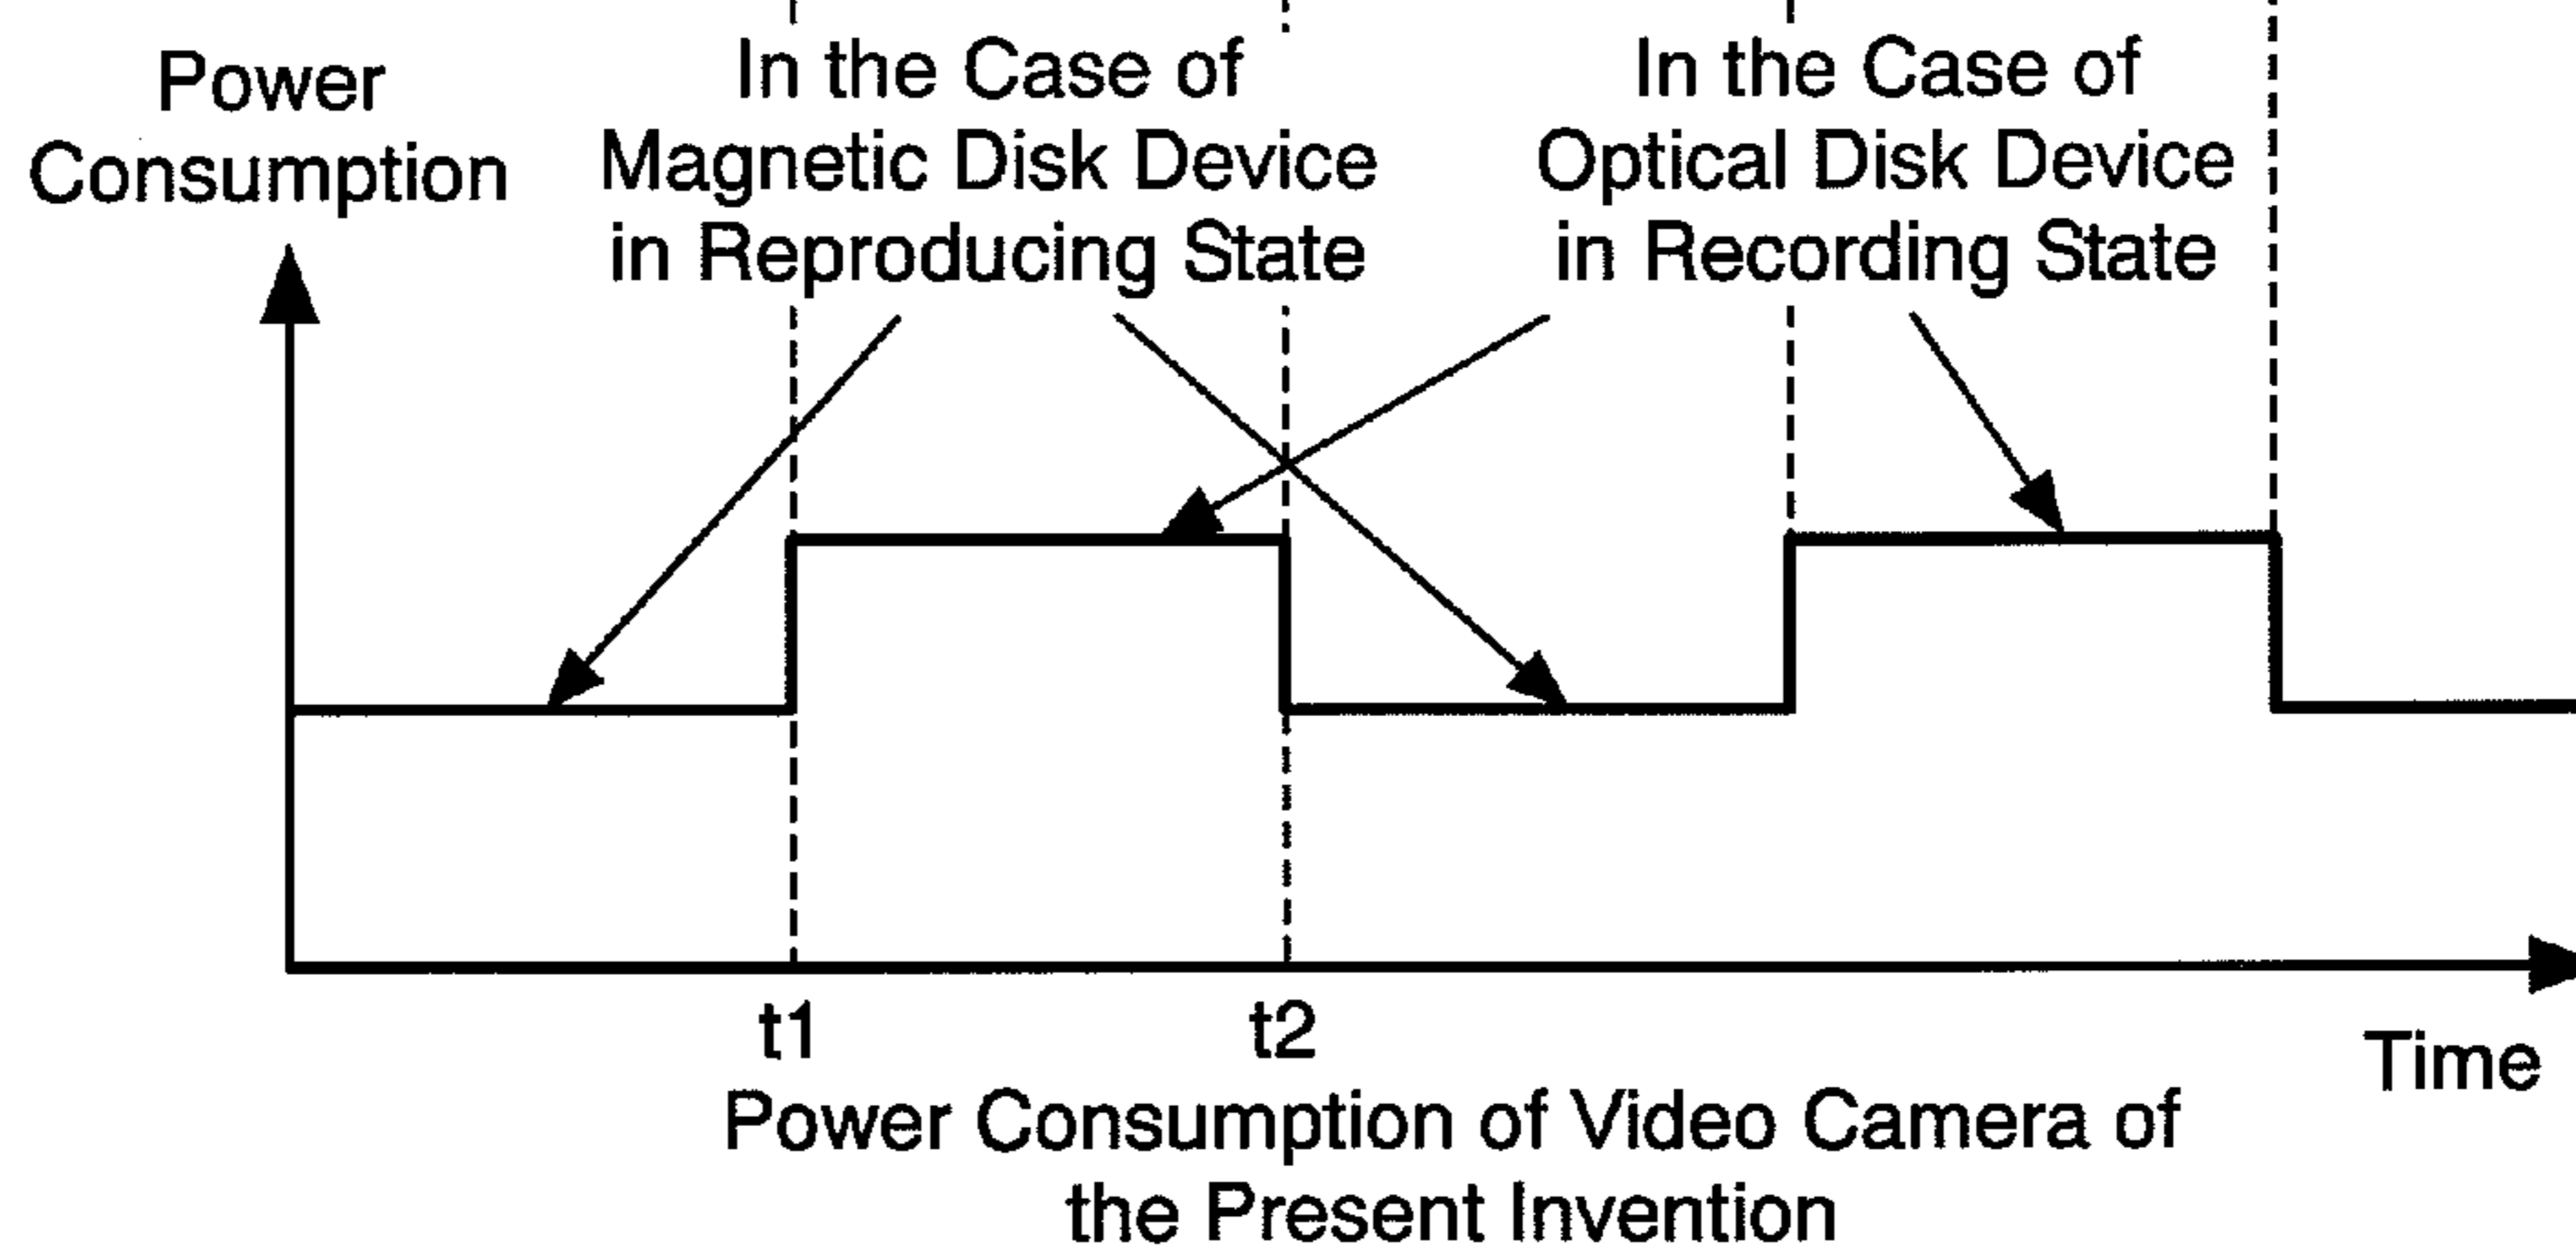 Power
Consumption
In the Case of
Magnetic Disk Device
in Reproducing State
In the Case of
Optical Disk Device
in Recording State
t1
t2
Time
Power Consumption of Video Camera of
the Present Invention